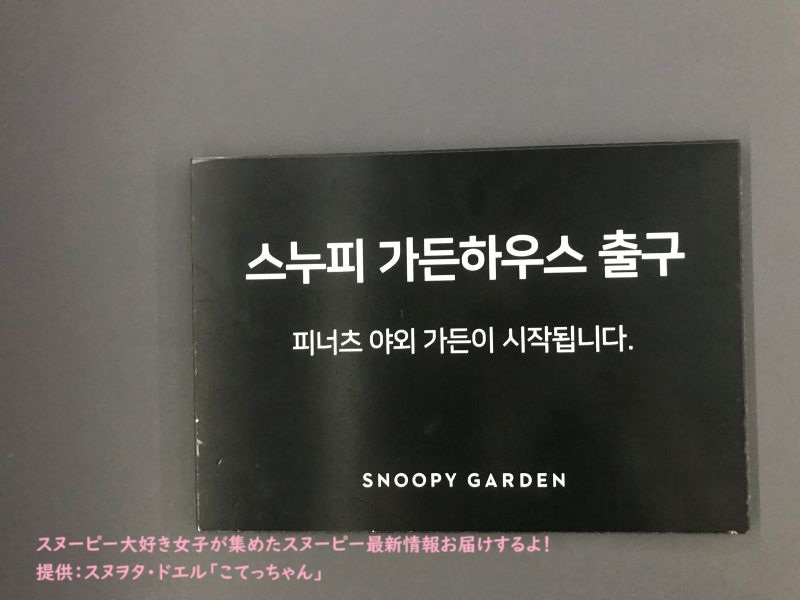 스누피 가든하우스 출구
피너츠 야외 가든이 시작됩니다.
SNOOPY GARDEN
スヌーピー大好き女子が集めたスヌーピー最新情報お届けするよ！
提供：スヌヲタ・ドエル「こてっちゃん」